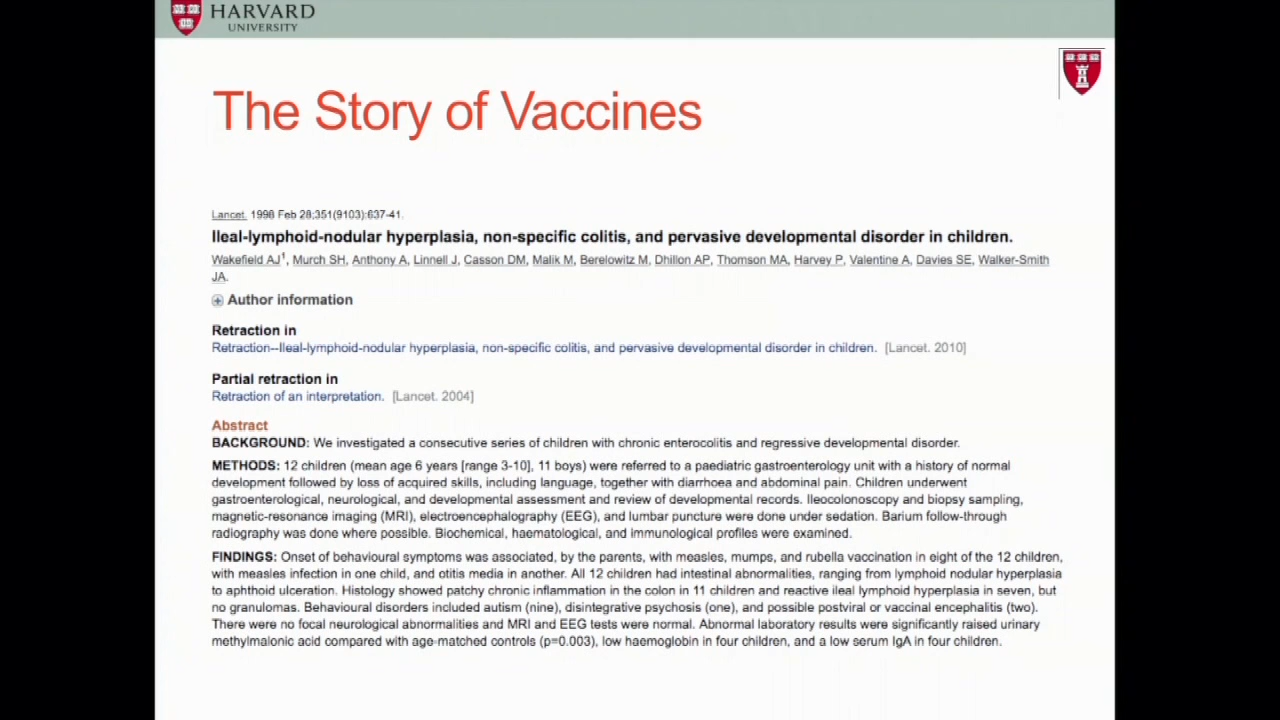 HARVARD
UNIVERSITY
The Story of Vaccines
Lancet. 1998 Feb 28;351(9103):637-41.
Ileal-lymphoid-nodular hyperplasia, non-specific colitis, and pervasive developmental disorder in children.
Wakefield AJ1, Murch SH, Anthony A, Linnell J, Casson DM, Malik M, Berelowitz M, Dhillon AP, Thomson MA, Harvey P, Valentine A, Davies SE, Walker-Smith
JA.
Author information
Retraction in
Retraction--Ileal-lymphoid-nodular hyperplasia, non-specific colitis, and pervasive developmental disorder in children. [Lancet. 2010]
Partial retraction in
Retraction of an interpretation. [Lancet. 2004]
Abstract
BACKGROUND: We investigated a consecutive series of children with chronic enterocolitis and regressive developmental disorder.
METHODS: 12 children (mean age 6 years [range 3-10], 11 boys) were referred to a paediatric gastroenterology unit with a history of normal
development followed by loss of acquired skills, including language, together with diarrhoea and abdominal pain. Children underwent
gastroenterological, neurological, and developmental assessment and review of developmental records. Ileocolonoscopy and biopsy sampling,
magnetic-resonance imaging (MRI), electroencephalography (EEG), and lumbar puncture were done under sedation. Barium follow-through
radiography was done where possible. Biochemical, haematological, and immunological profiles were examined.
FINDINGS: Onset of behavioural symptoms was associated, by the parents, with measles, mumps, and rubella vaccination in eight of the 12 children,
with measles infection in one child, and otitis media in another. All 12 children had intestinal abnormalities, ranging from lymphoid nodular hyperplasia
to aphthoid ulceration. Histology showed patchy chronic inflammation in the colon in 11 children and reactive ileal lymphoid hyperplasia in seven, but
no granulomas. Behavioural disorders included autism (nine), disintegrative psychosis (one), and possible postviral or vaccinal encephalitis (two).
There were no focal neurological abnormalities and MRI and EEG tests were normal. Abnormal laboratory results were significantly raised urinary
methylmalonic acid compared with age-matched controls (p=0.003), low haemoglobin in four children, and a low serum IgA in four children.